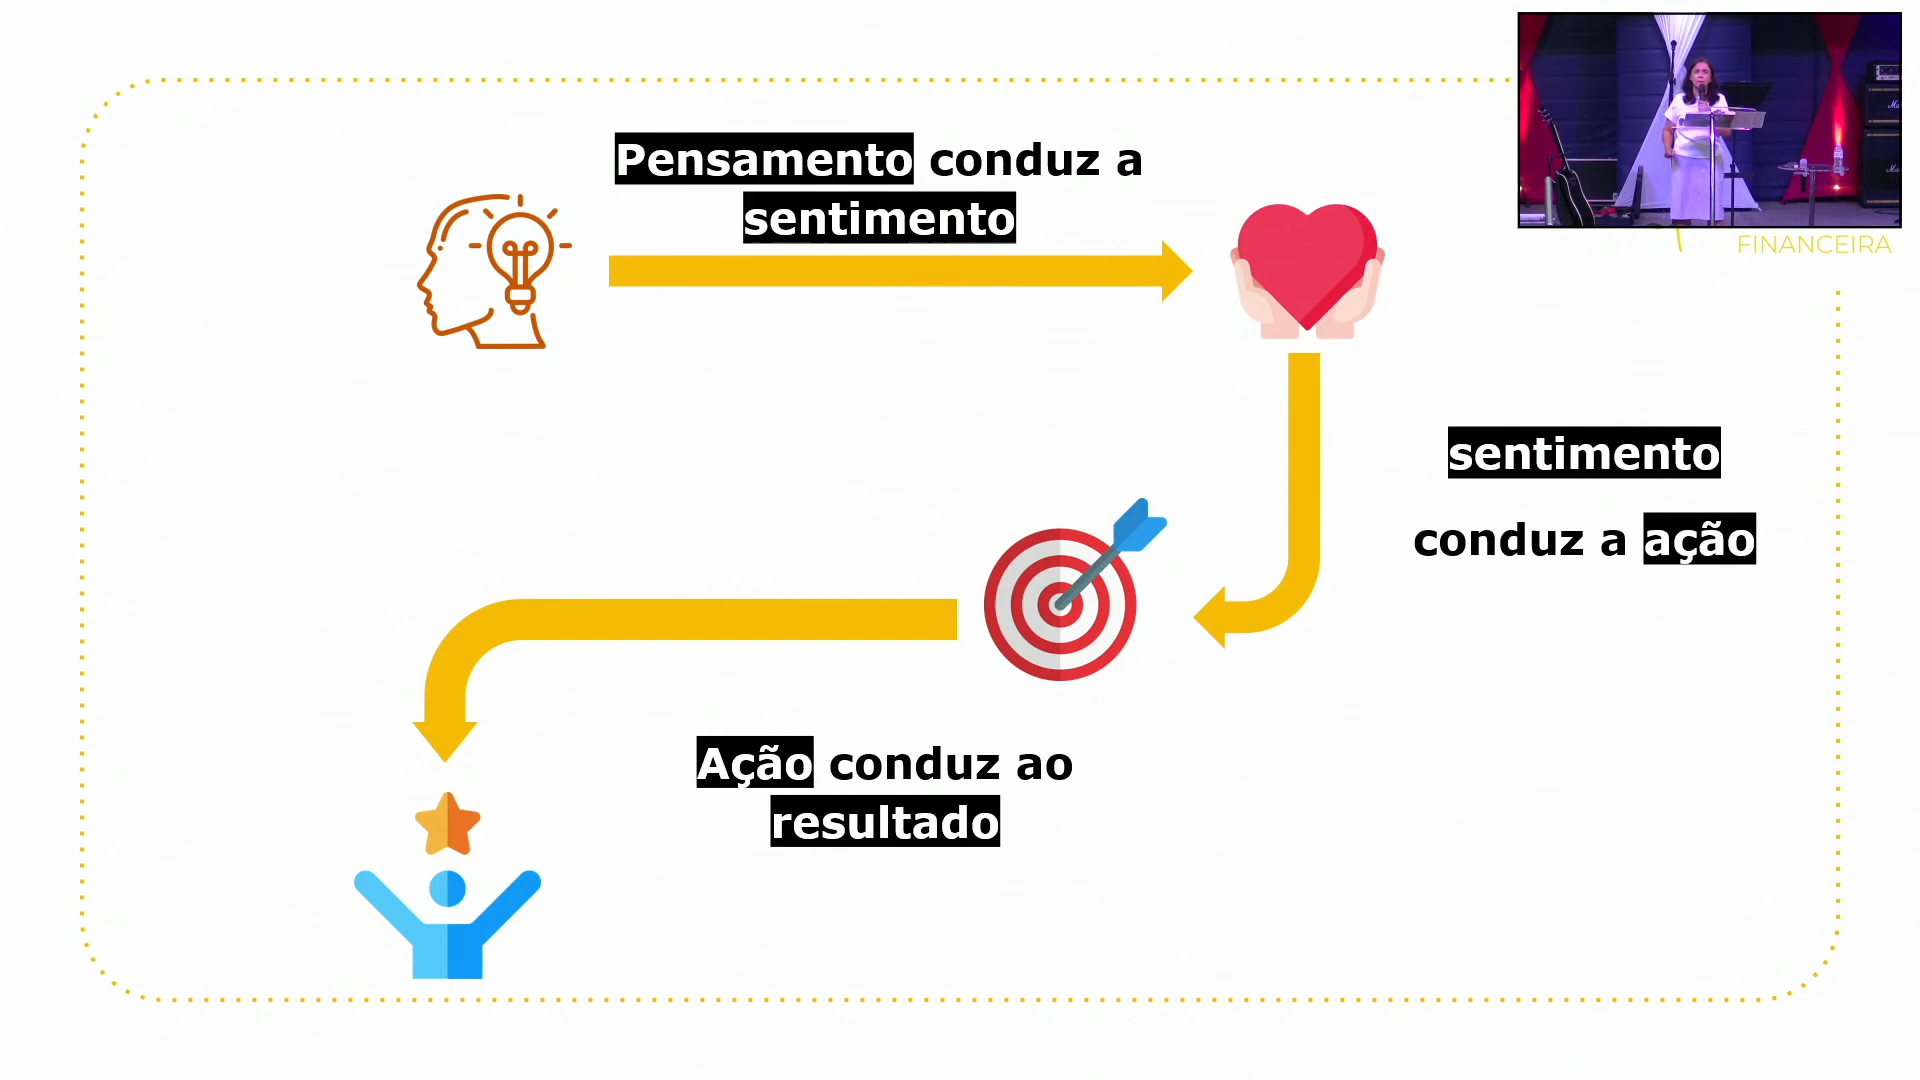 Pensamento conduz a
sentimento
FINANCEIRA
sentimento
conduz a ação
Ação conduz ao
resultado